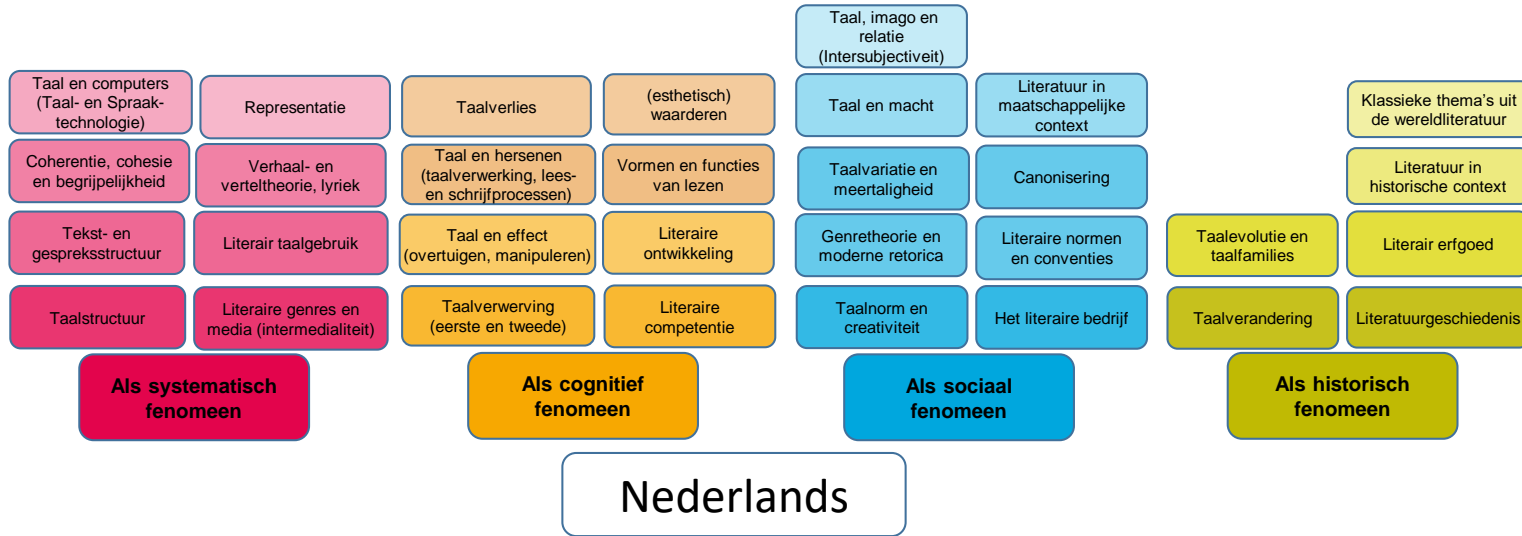 Taal, imago en
relatie
(Intersubjectiveit)
Taal en computers
(Taal- en Spraak-
technologie)
Representatie
Taalverlies
(esthetisch)
waarderen
Taal en macht
Literatuur in
maatschappelijke
context
Klassieke thema's uit
de wereldliteratuur
Coherentie, cohesie
en begrijpelijkheid
Verhaal- en
verteltheorie, lyriek
Taal en hersenen
(taalverwerking, lees-
en schrijfprocessen)
Vormen en functies
van lezen
Taalvariatie en
meertaligheid
Canonisering
Literatuur in
historische context
Tekst- en
gespreksstructuur
Literair taalgebruik
Taal en effect
(overtuigen, manipuleren)
Literaire
ontwikkeling
Genretheorie en
moderne retorica
Literaire normen
en conventies
Taalevolutie en
taalfamilies
Literair erfgoed
Taalstructuur
Literaire genres en
media (intermedialiteit)
Taalverwerving
(eerste en tweede)
Literaire
competentie
Taalnorm en
creativiteit
Het literaire bedrijf
Taalverandering
Literatuurgeschiedenis
Als systematisch
fenomeen
Als cognitief
fenomeen
Als sociaal
fenomeen
Als historisch
fenomeen
Nederlands